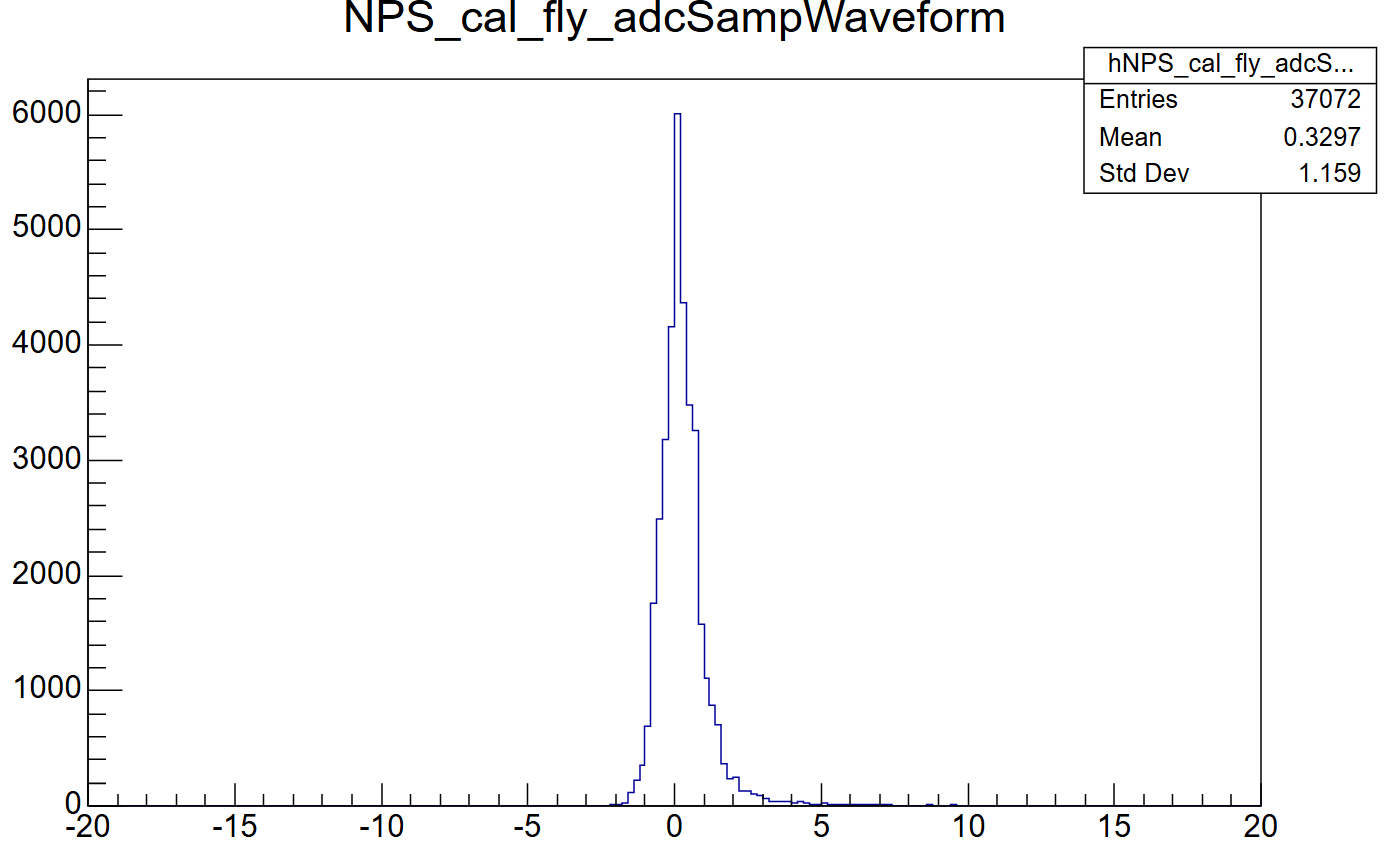 NPS_cal_fly_adcSampWaveform
hNPS_cal_fly_adcS...
Entries 37072
Mean 0.3297
Std Dev 1.159
6000
5000
4000
3000
2000
1000
0
-20 -15 -10 -5 0 5 10 15 20